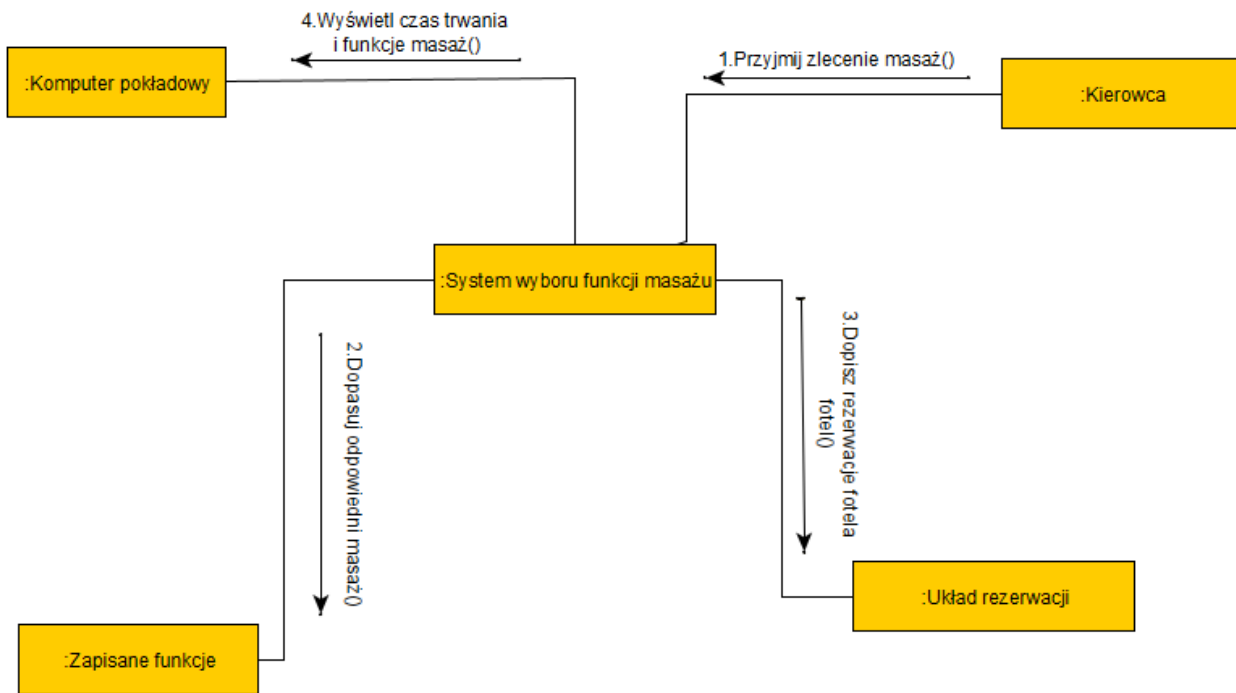 4.Wyświetl czas trwania
i funkcje masaż()
1.Przyjmij zlecenie masaż()
:Komputer pokładowy
:Kierowca
:System wyboru funkcji masażu
2.Dopasuj odpowiedni masaż()
3.Dopisz rezerwacje fotela
fotel()
:Układ rezerwacji
:Zapisane funkcje